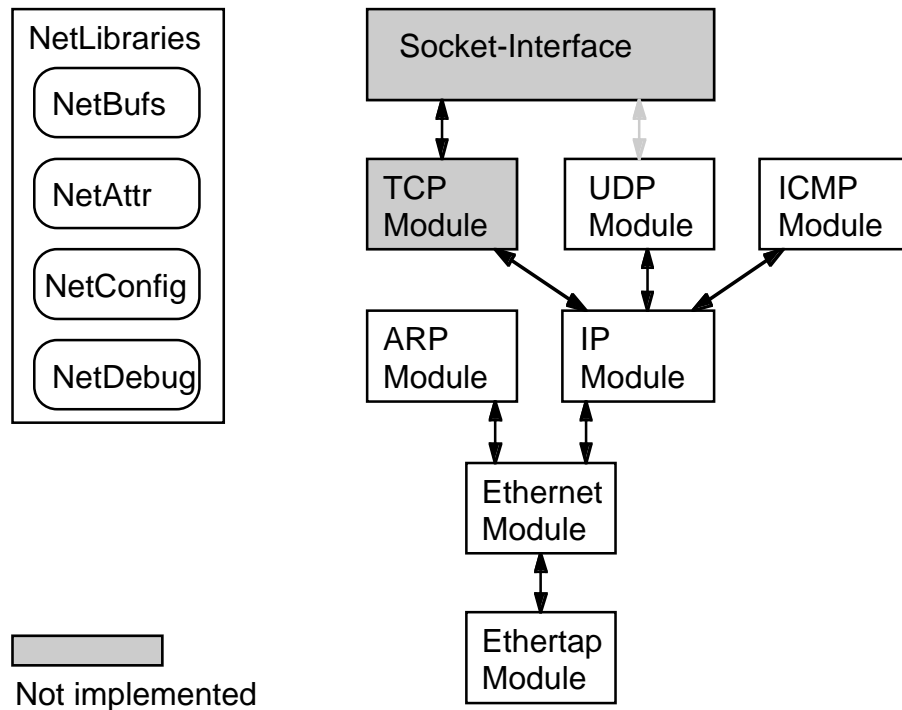 NetLibraries
NetBufs
NetAttr
NetConfig
NetDebug
Socket-Interface
TCP
Module
UDP
Module
ICMP
Module
ARP
Module
IP
Module
Ethernet
Module
Ethertap
Module
Not implemented